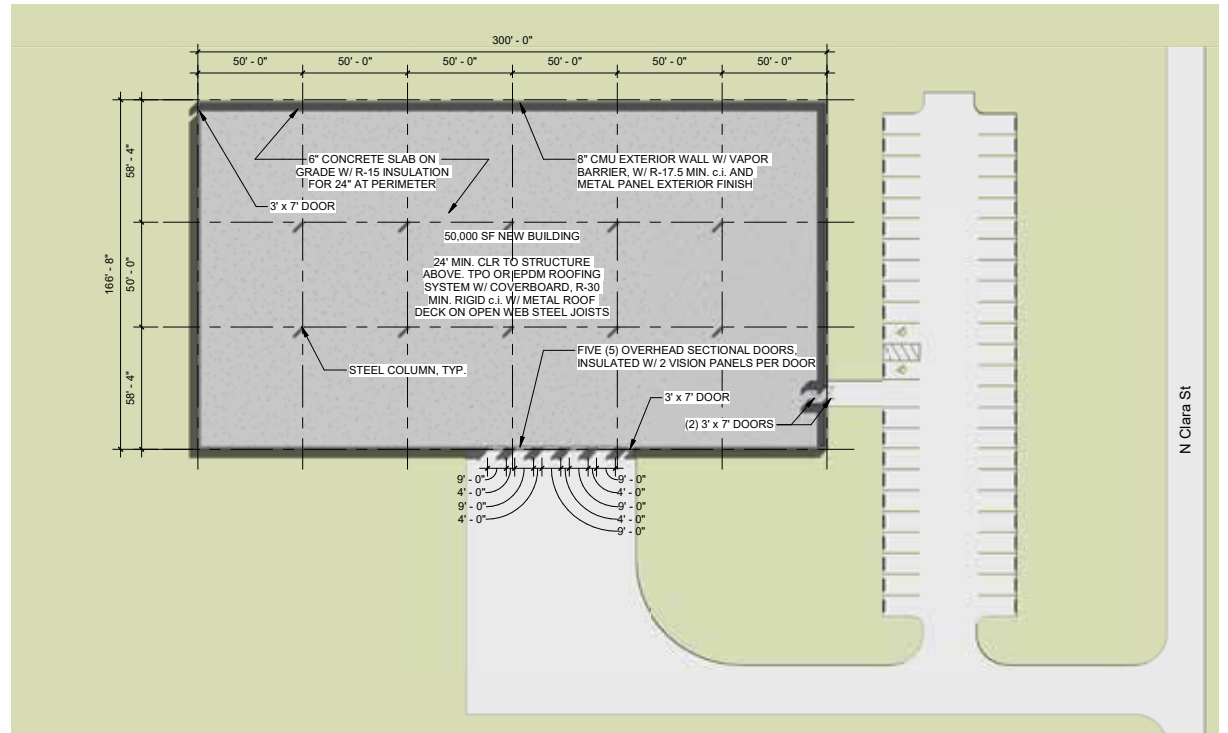 300' - 0"
50' - 0"
50' - 0"
50' - 0"
50' - 0"
50' - 0"
50' - 0"
166' - 8"
58' - 4"
50' - 0"
58' - 4"
6" CONCRETE SLAB ON
GRADE W/ R-15 INSULATION
FOR 24" AT PERIMETER
8" CMU EXTERIOR WALL W/ VAPOR
BARRIER, W/ R-17.5 MIN. c.i. AND
METAL PANEL EXTERIOR FINISH
3' x 7' DOOR
50,000 SF NEW BUILDING
24' MIN. CLR TO STRUCTURE
ABOVE. TPO OR EPDM ROOFING
SYSTEM W/ COVERBOARD, R-30
MIN. RIGID c.i. W/ METAL ROOF
DECK ON OPEN WEB STEEL JOISTS
FIVE (5) OVERHEAD SECTIONAL DOORS,
INSULATED W/ 2 VISION PANELS PER DOOR
STEEL COLUMN, TYP.
3' x 7' DOOR
(2) 3' x 7' DOORS
9' - 0"
4' - 0"
9' - 0"
4' - 0"
9' - 0"
4' - 0"
9' - 0"
4' - 0"
9' - 0"
N Clara St